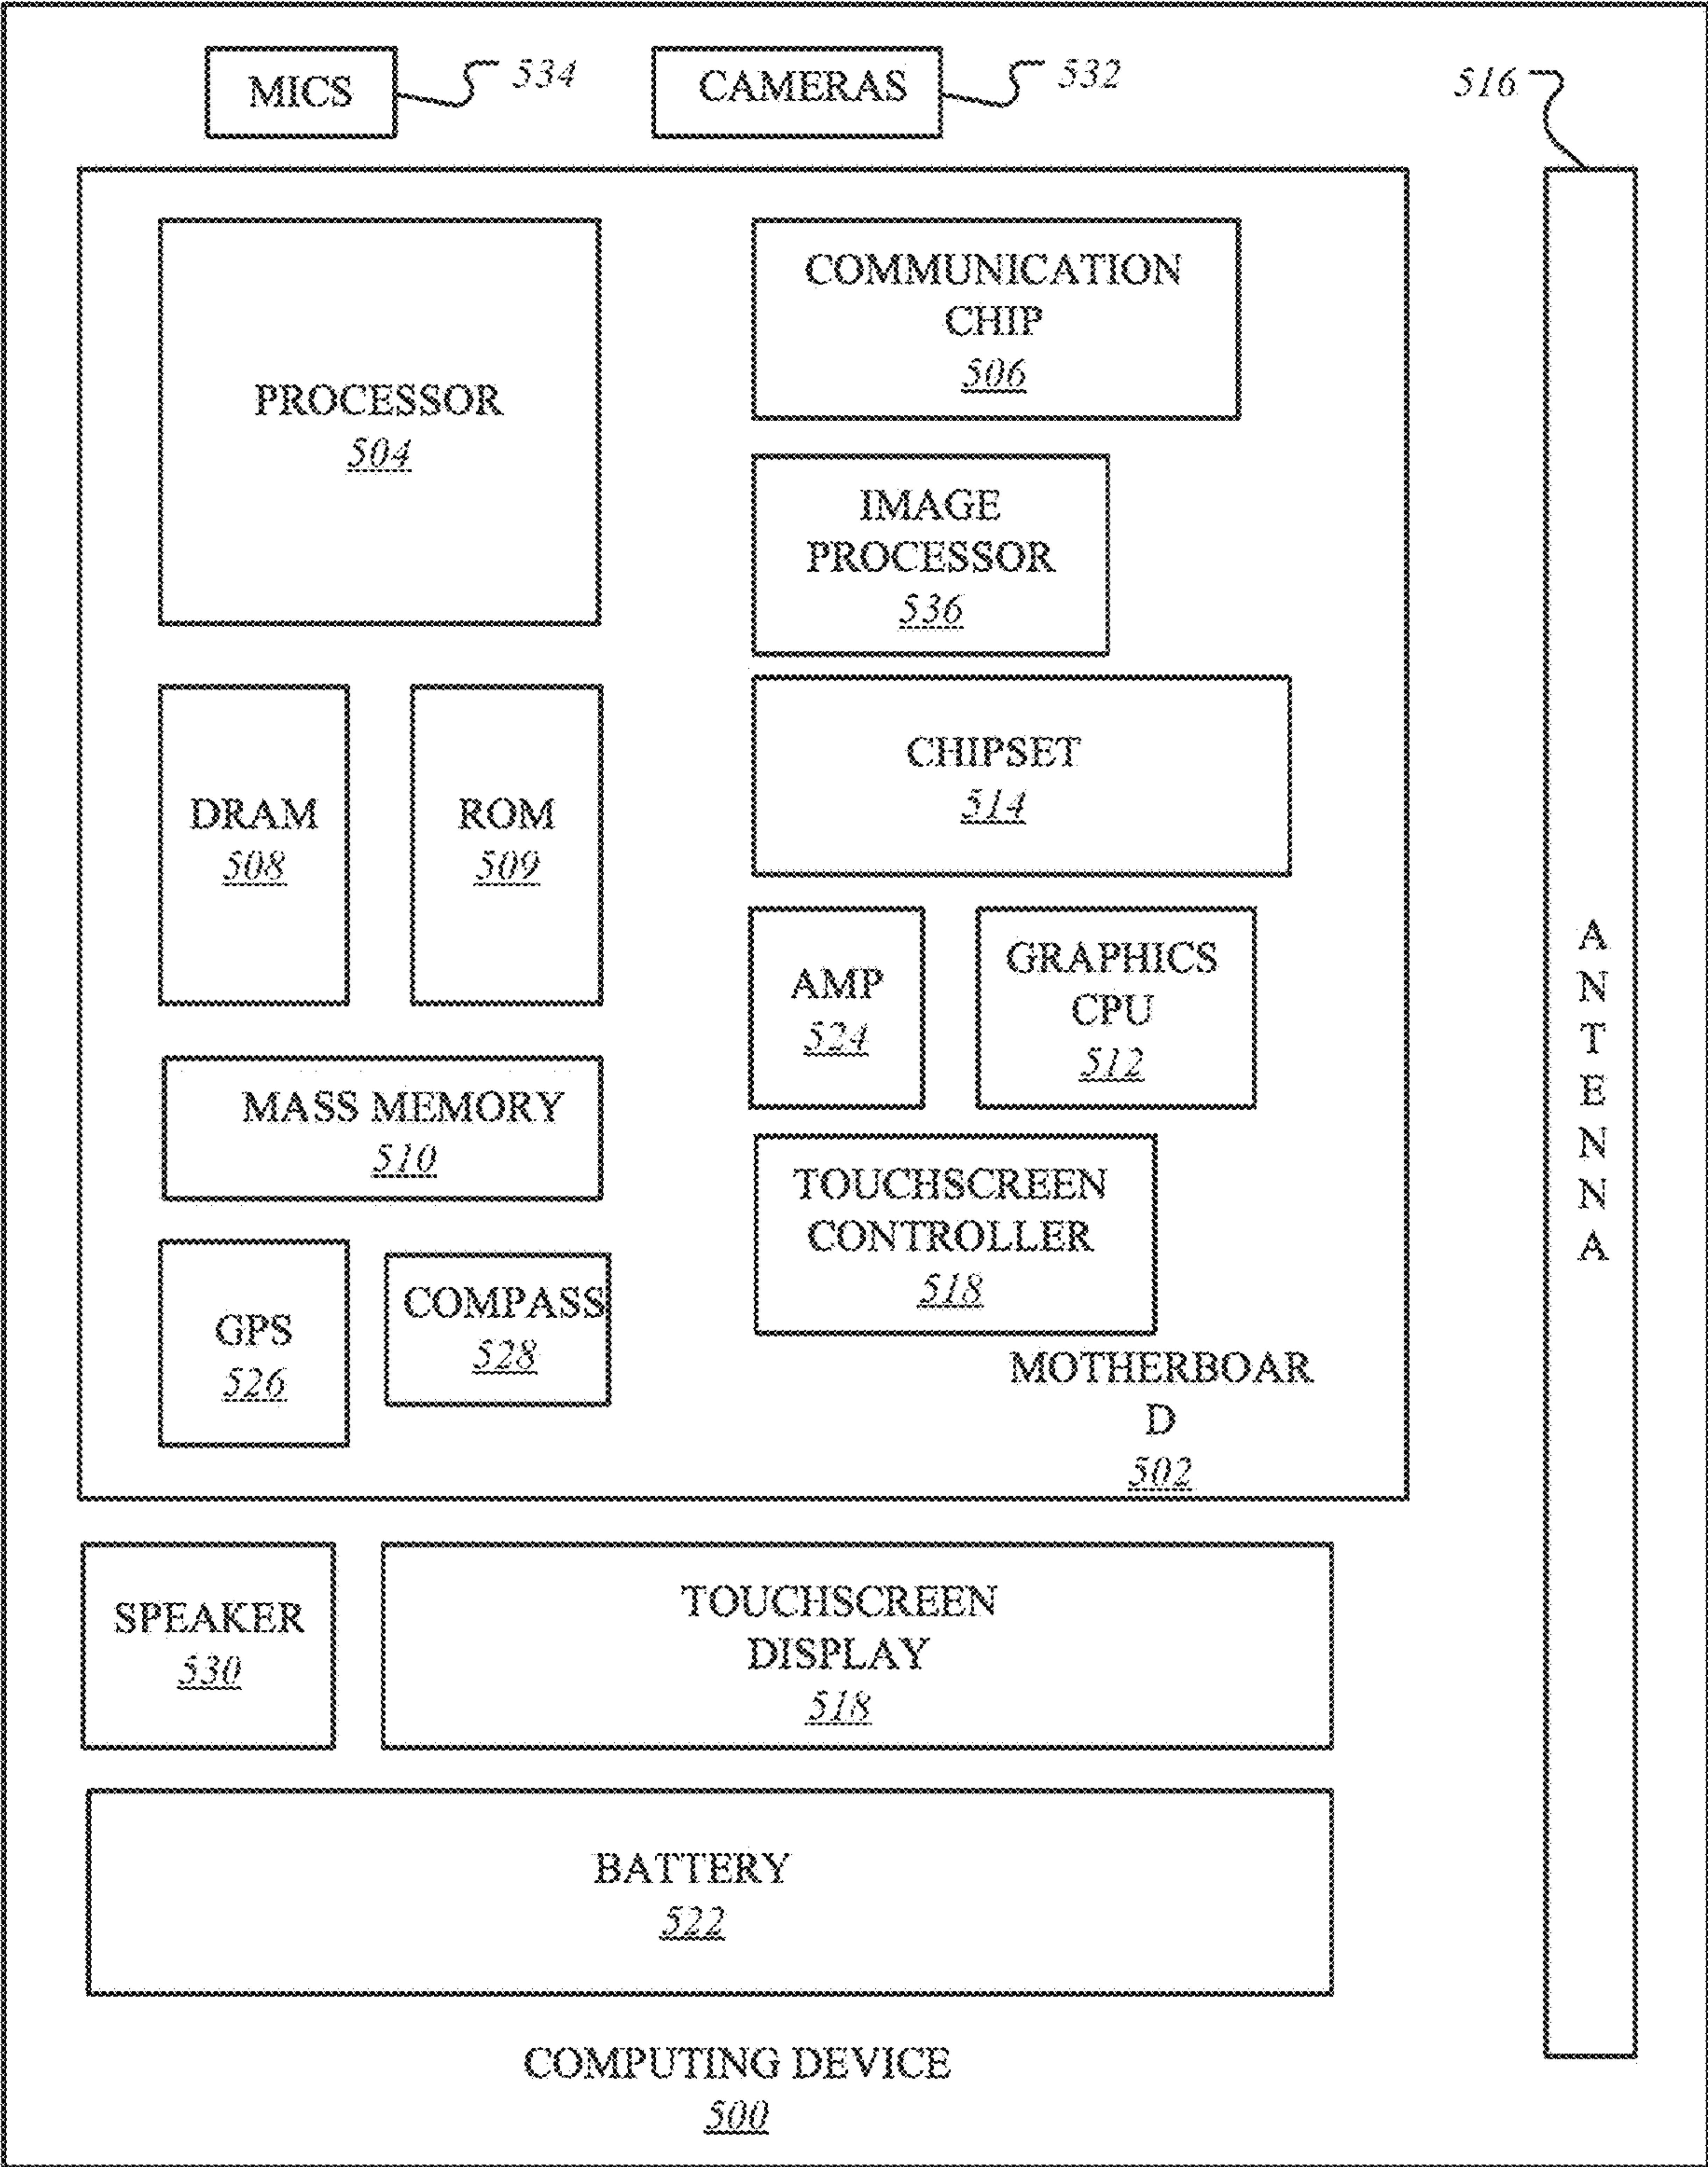 MICS
534
CAMERAS
532
516
PROCESSOR
504
COMMUNICATION
CHIP
506
IMAGE
PROCESSOR
536
CHIPSET
514
DRAM
508
ROM
509
AMP
524
GRAPHICS
CPU
512
MASS MEMORY
510
TOUCHSCREEN
CONTROLLER
518
GPS
526
COMPASS
528
MOTHERBOAR
D
502
A
N
T
E
N
N
A
SPEAKER
530
TOUCHSCREEN
DISPLAY
518
BATTERY
522
COMPUTING DEVICE
500